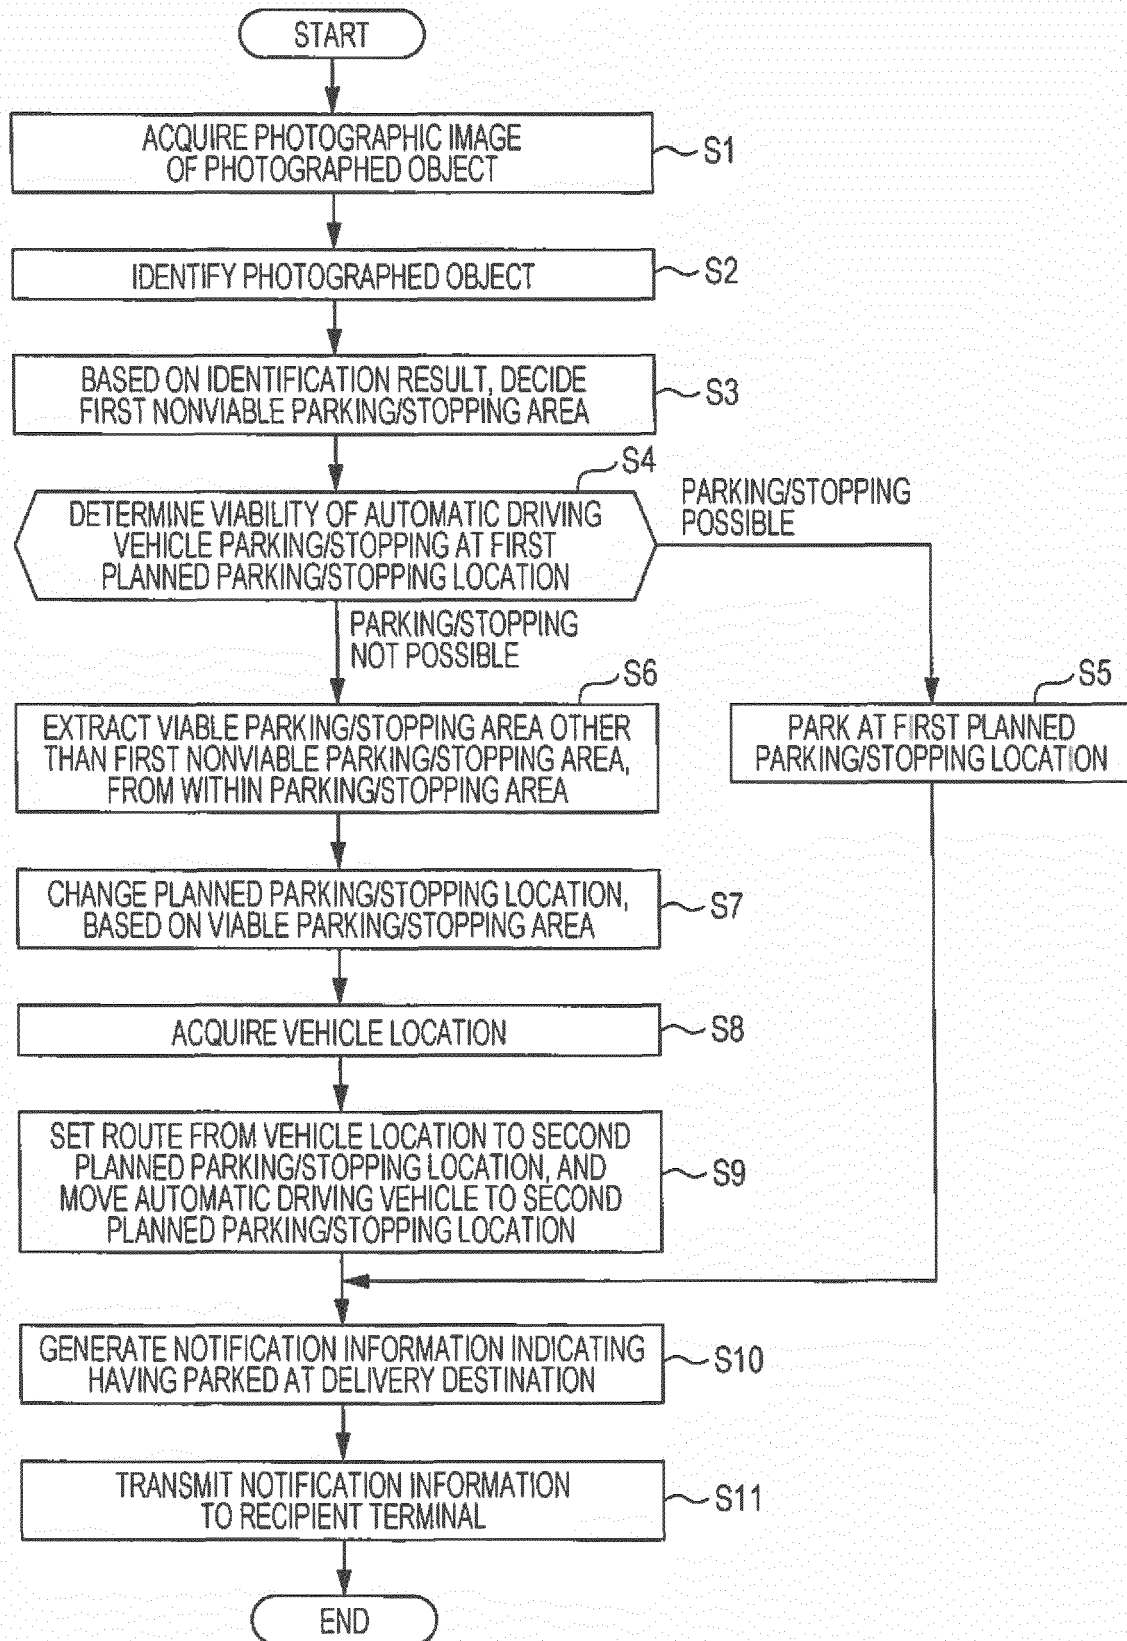 START
ACQUIRE PHOTOGRAPHIC IMAGE
OF PHOTOGRAPHED OBJECT
S1
IDENTIFY PHOTOGRAPHED OBJECT
S2
BASED ON IDENTIFICATION RESULT, DECIDE
FIRST NONVIABLE PARKING/STOPPING AREA
S3
S4
DETERMINE VIABILITY OF AUTOMATIC DRIVING
VEHICLE PARKING/STOPPING AT FIRST
PLANNED PARKING/STOPPING LOCATION
PARKING/STOPPING
POSSIBLE
PARKING/STOPPING
NOT POSSIBLE
S6
EXTRACT VIABLE PARKING/STOPPING AREA OTHER
THAN FIRST NONVIABLE PARKING/STOPPING AREA,
FROM WITHIN PARKING/STOPPING AREA
S5
PARK AT FIRST PLANNED
PARKING/STOPPING LOCATION
CHANGE PLANNED PARKING/STOPPING LOCATION,
BASED ON VIABLE PARKING/STOPPING AREA
S7
ACQUIRE VEHICLE LOCATION
S8
SET ROUTE FROM VEHICLE LOCATION TO SECOND
PLANNED PARKING/STOPPING LOCATION, AND
MOVE AUTOMATIC DRIVING VEHICLE TO SECOND
PLANNED PARKING/STOPPING LOCATION
S9
GENERATE NOTIFICATION INFORMATION INDICATING
HAVING PARKED AT DELIVERY DESTINATION
S10
TRANSMIT NOTIFICATION INFORMATION
TO RECIPIENT TERMINAL
S11
END